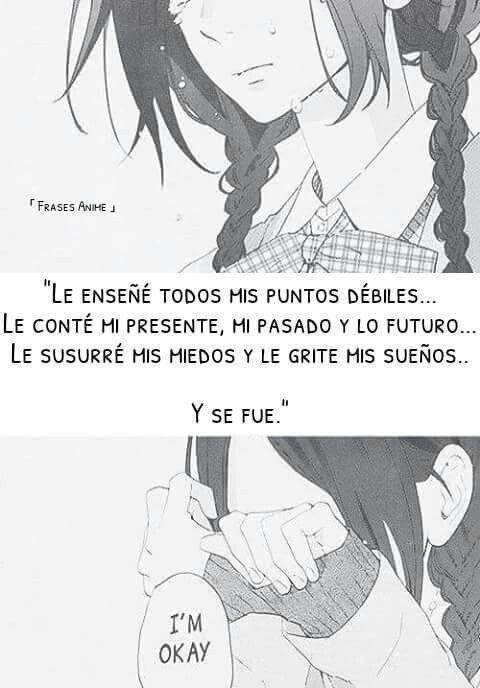 「 Frases Anime 」
"Le enseñé todos mis puntos débiles...
Le conté mi presente, mi pasado y lo futuro...
Le susurré mis miedos y le grite mis sueños..
Y se fue."
I'M
OKAY